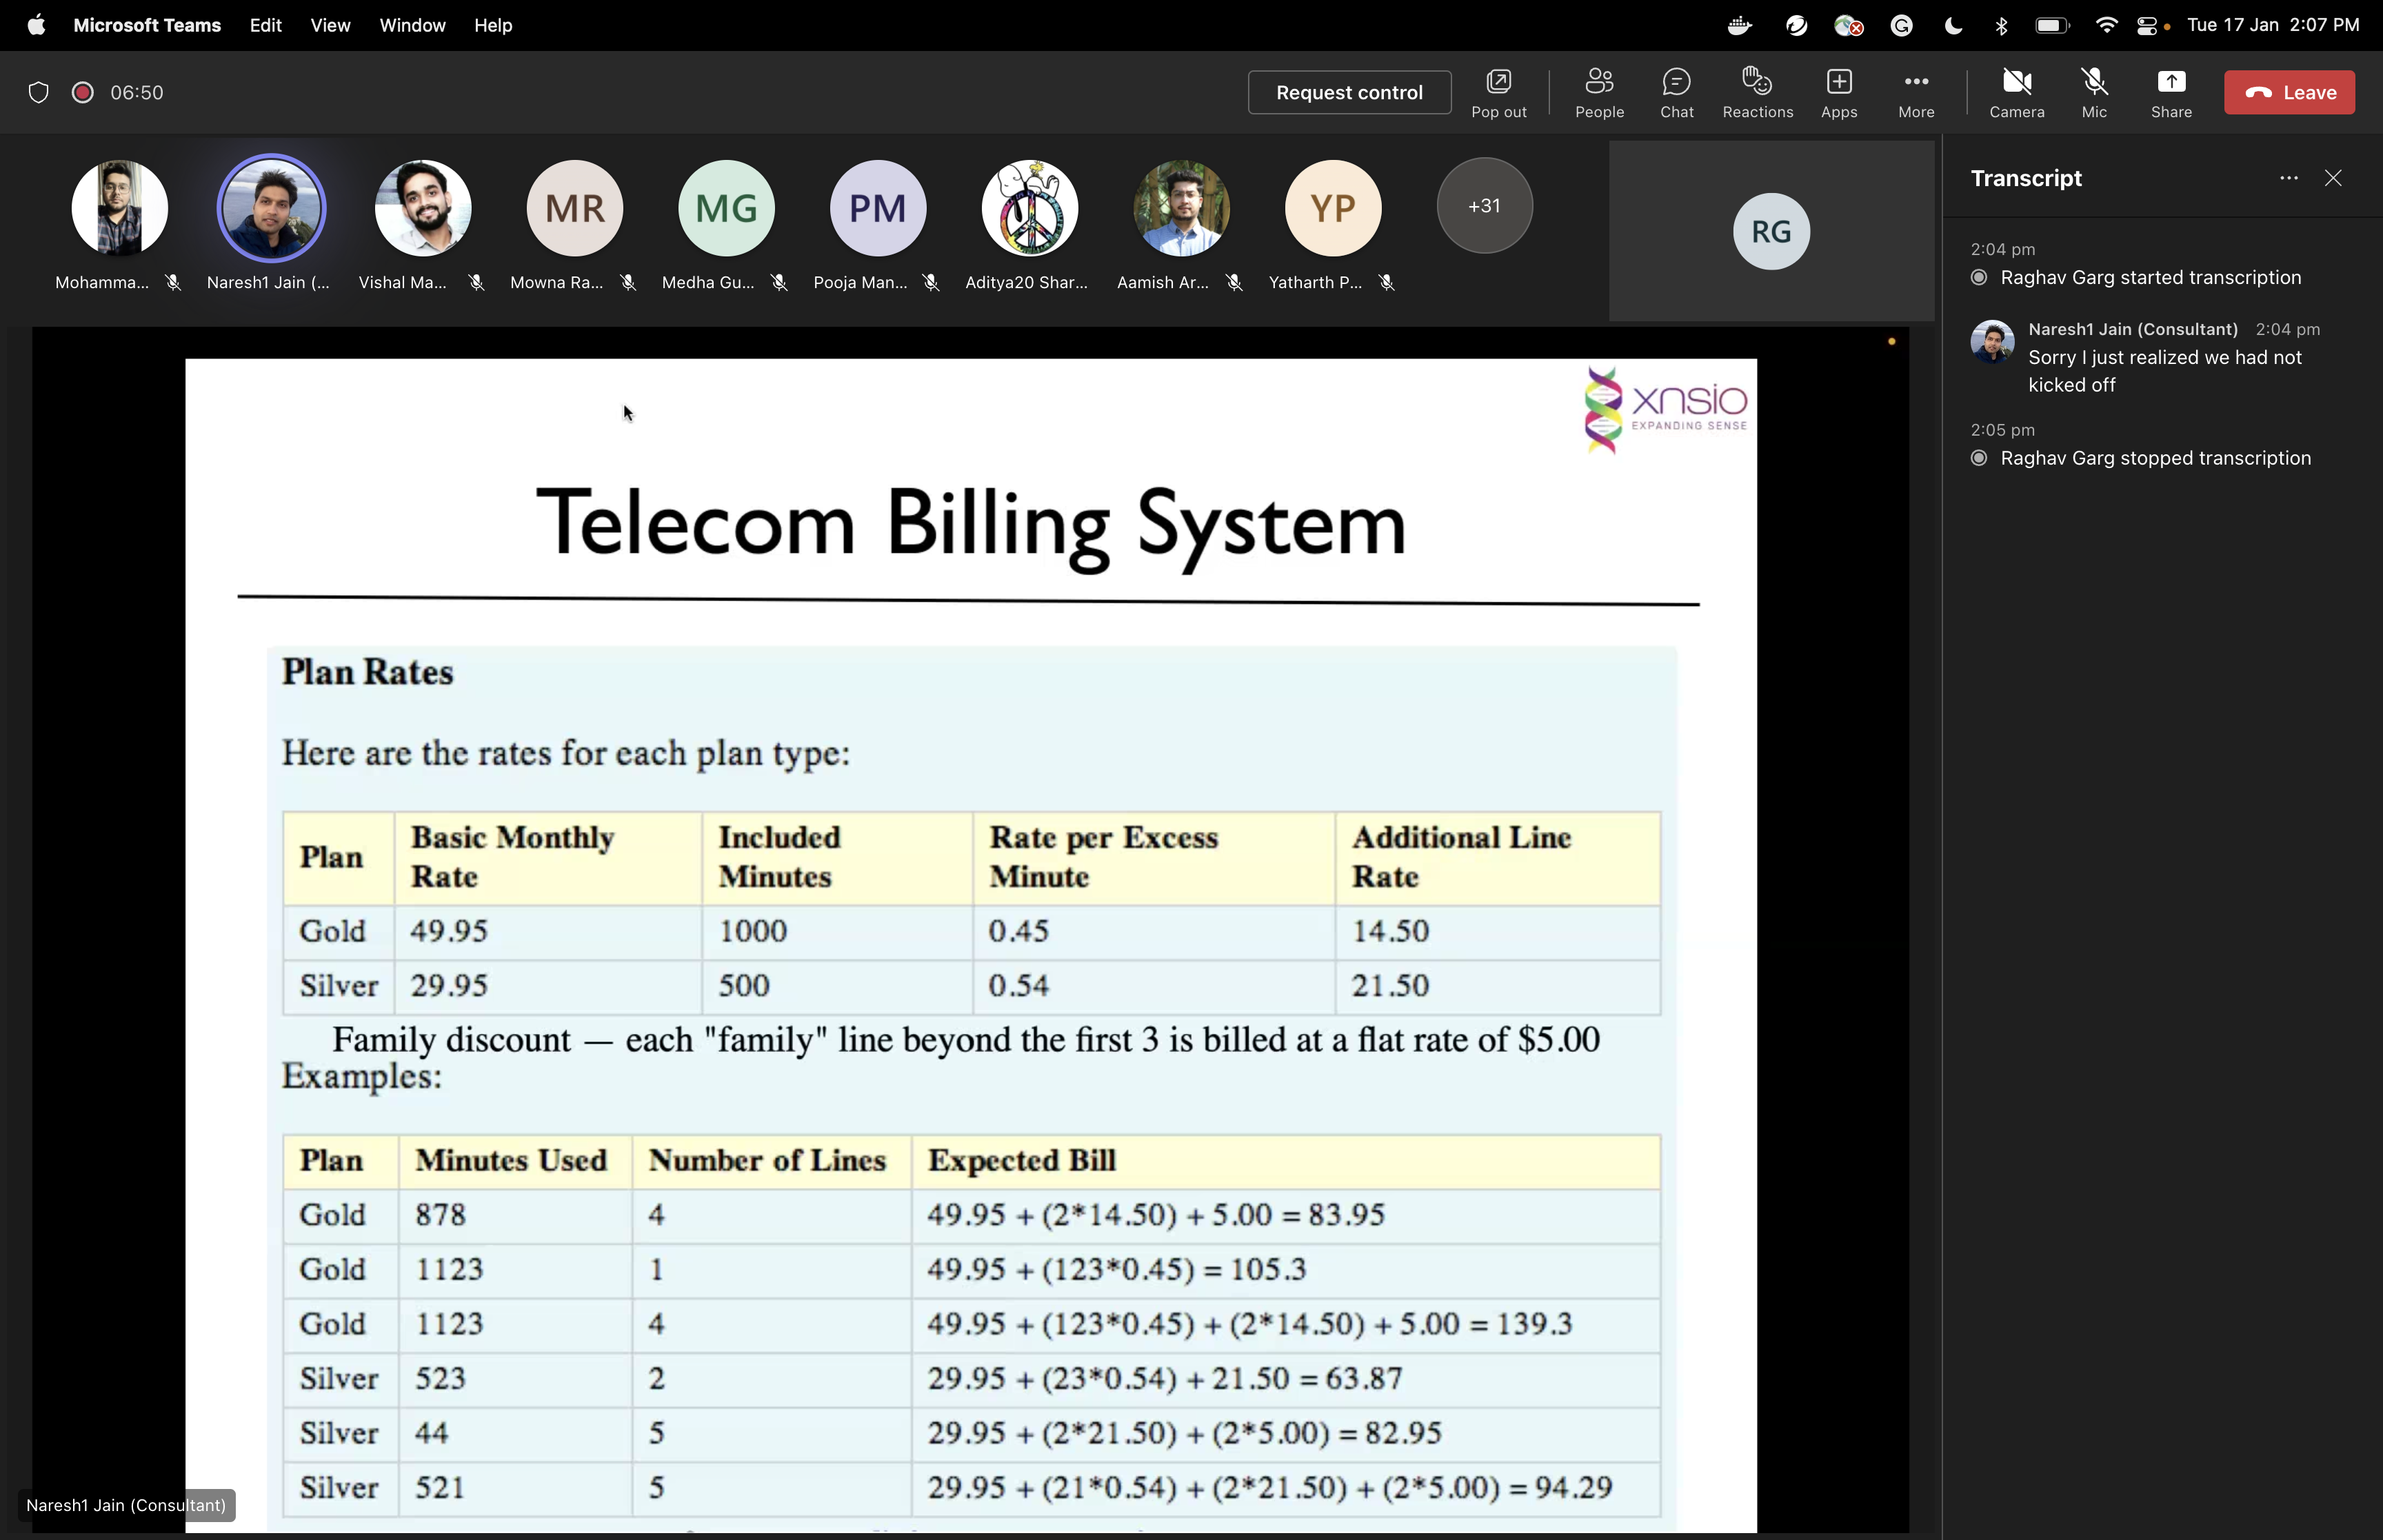 Microsoft Teams Edit View Window Help Tue 17 Jan 2:07 PM
06:50 Request control Pop out People Chat Reactions Apps More Camera Mic Share Leave
MR MG PM YP +31 RG
Mohamma... Naresh1 Jain (... Vishal Ma... Mowna Ra... Medha Gu... Pooja Man... Aditya20 Shar... Aamish Ar... Yatharth P...
xnsio
EXPANDING SENSE
Telecom Billing System
Plan Rates
Here are the rates for each plan type:
Plan Basic Monthly Rate Included Minutes Rate per Excess Minute Additional Line Rate
Gold 49.95 1000 0.45 14.50
Silver 29.95 500 0.54 21.50
Family discount — each "family" line beyond the first 3 is billed at a flat rate of $5.00
Examples:
Plan Minutes Used Number of Lines Expected Bill
Gold 878 4 49.95 + (2*14.50) + 5.00 = 83.95
Gold 1123 1 49.95 + (123*0.45) = 105.3
Gold 1123 4 49.95 + (123*0.45) + (2*14.50) + 5.00 = 139.3
Silver 523 2 29.95 + (23*0.54) + 21.50 = 63.87
Silver 44 5 29.95 + (2*21.50) + (2*5.00) = 82.95
Silver 521 5 29.95 + (21*0.54) + (2*21.50) + (2*5.00) = 94.29
Naresh1 Jain (Consultant)
Transcript
2:04 pm
Raghav Garg started transcription
Naresh1 Jain (Consultant) 2:04 pm
Sorry I just realized we had not
kicked off
2:05 pm
Raghav Garg stopped transcription